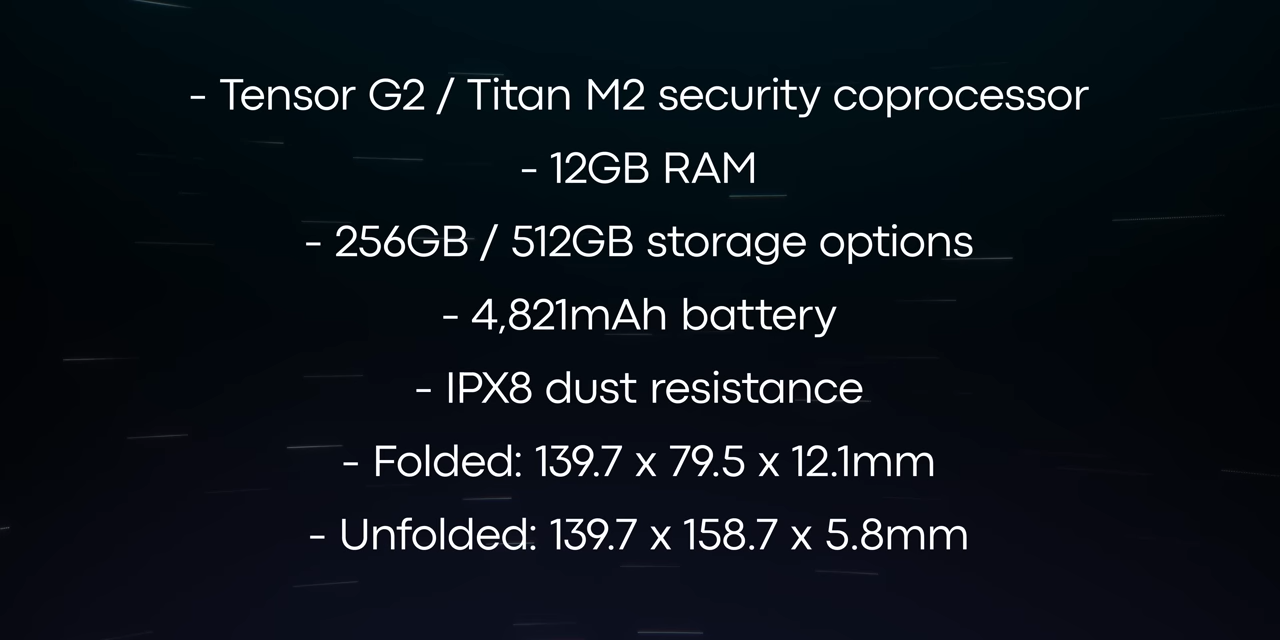 - Tensor G2 / Titan M2 security coprocessor
- 12GB RAM
- 256GB / 512GB storage options
- 4,821mAh battery
- IPX8 dust resistance
- Folded: 139.7 x 79.5 x 12.1mm
- Unfolded: 139.7 x 158.7 x 5.8mm